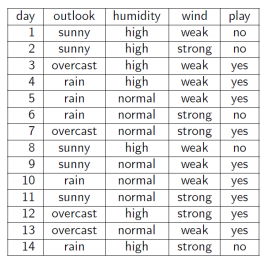 day outlook humidity wind play
1 sunny high weak no
2 sunny high strong no
3 overcast high weak yes
4 rain high weak yes
5 rain normal weak yes
6 rain normal strong no
7 overcast normal strong yes
8 sunny high weak no
9 sunny normal weak yes
10 rain normal weak yes
11 sunny normal strong yes
12 overcast high strong yes
13 overcast normal weak yes
14 rain high strong no